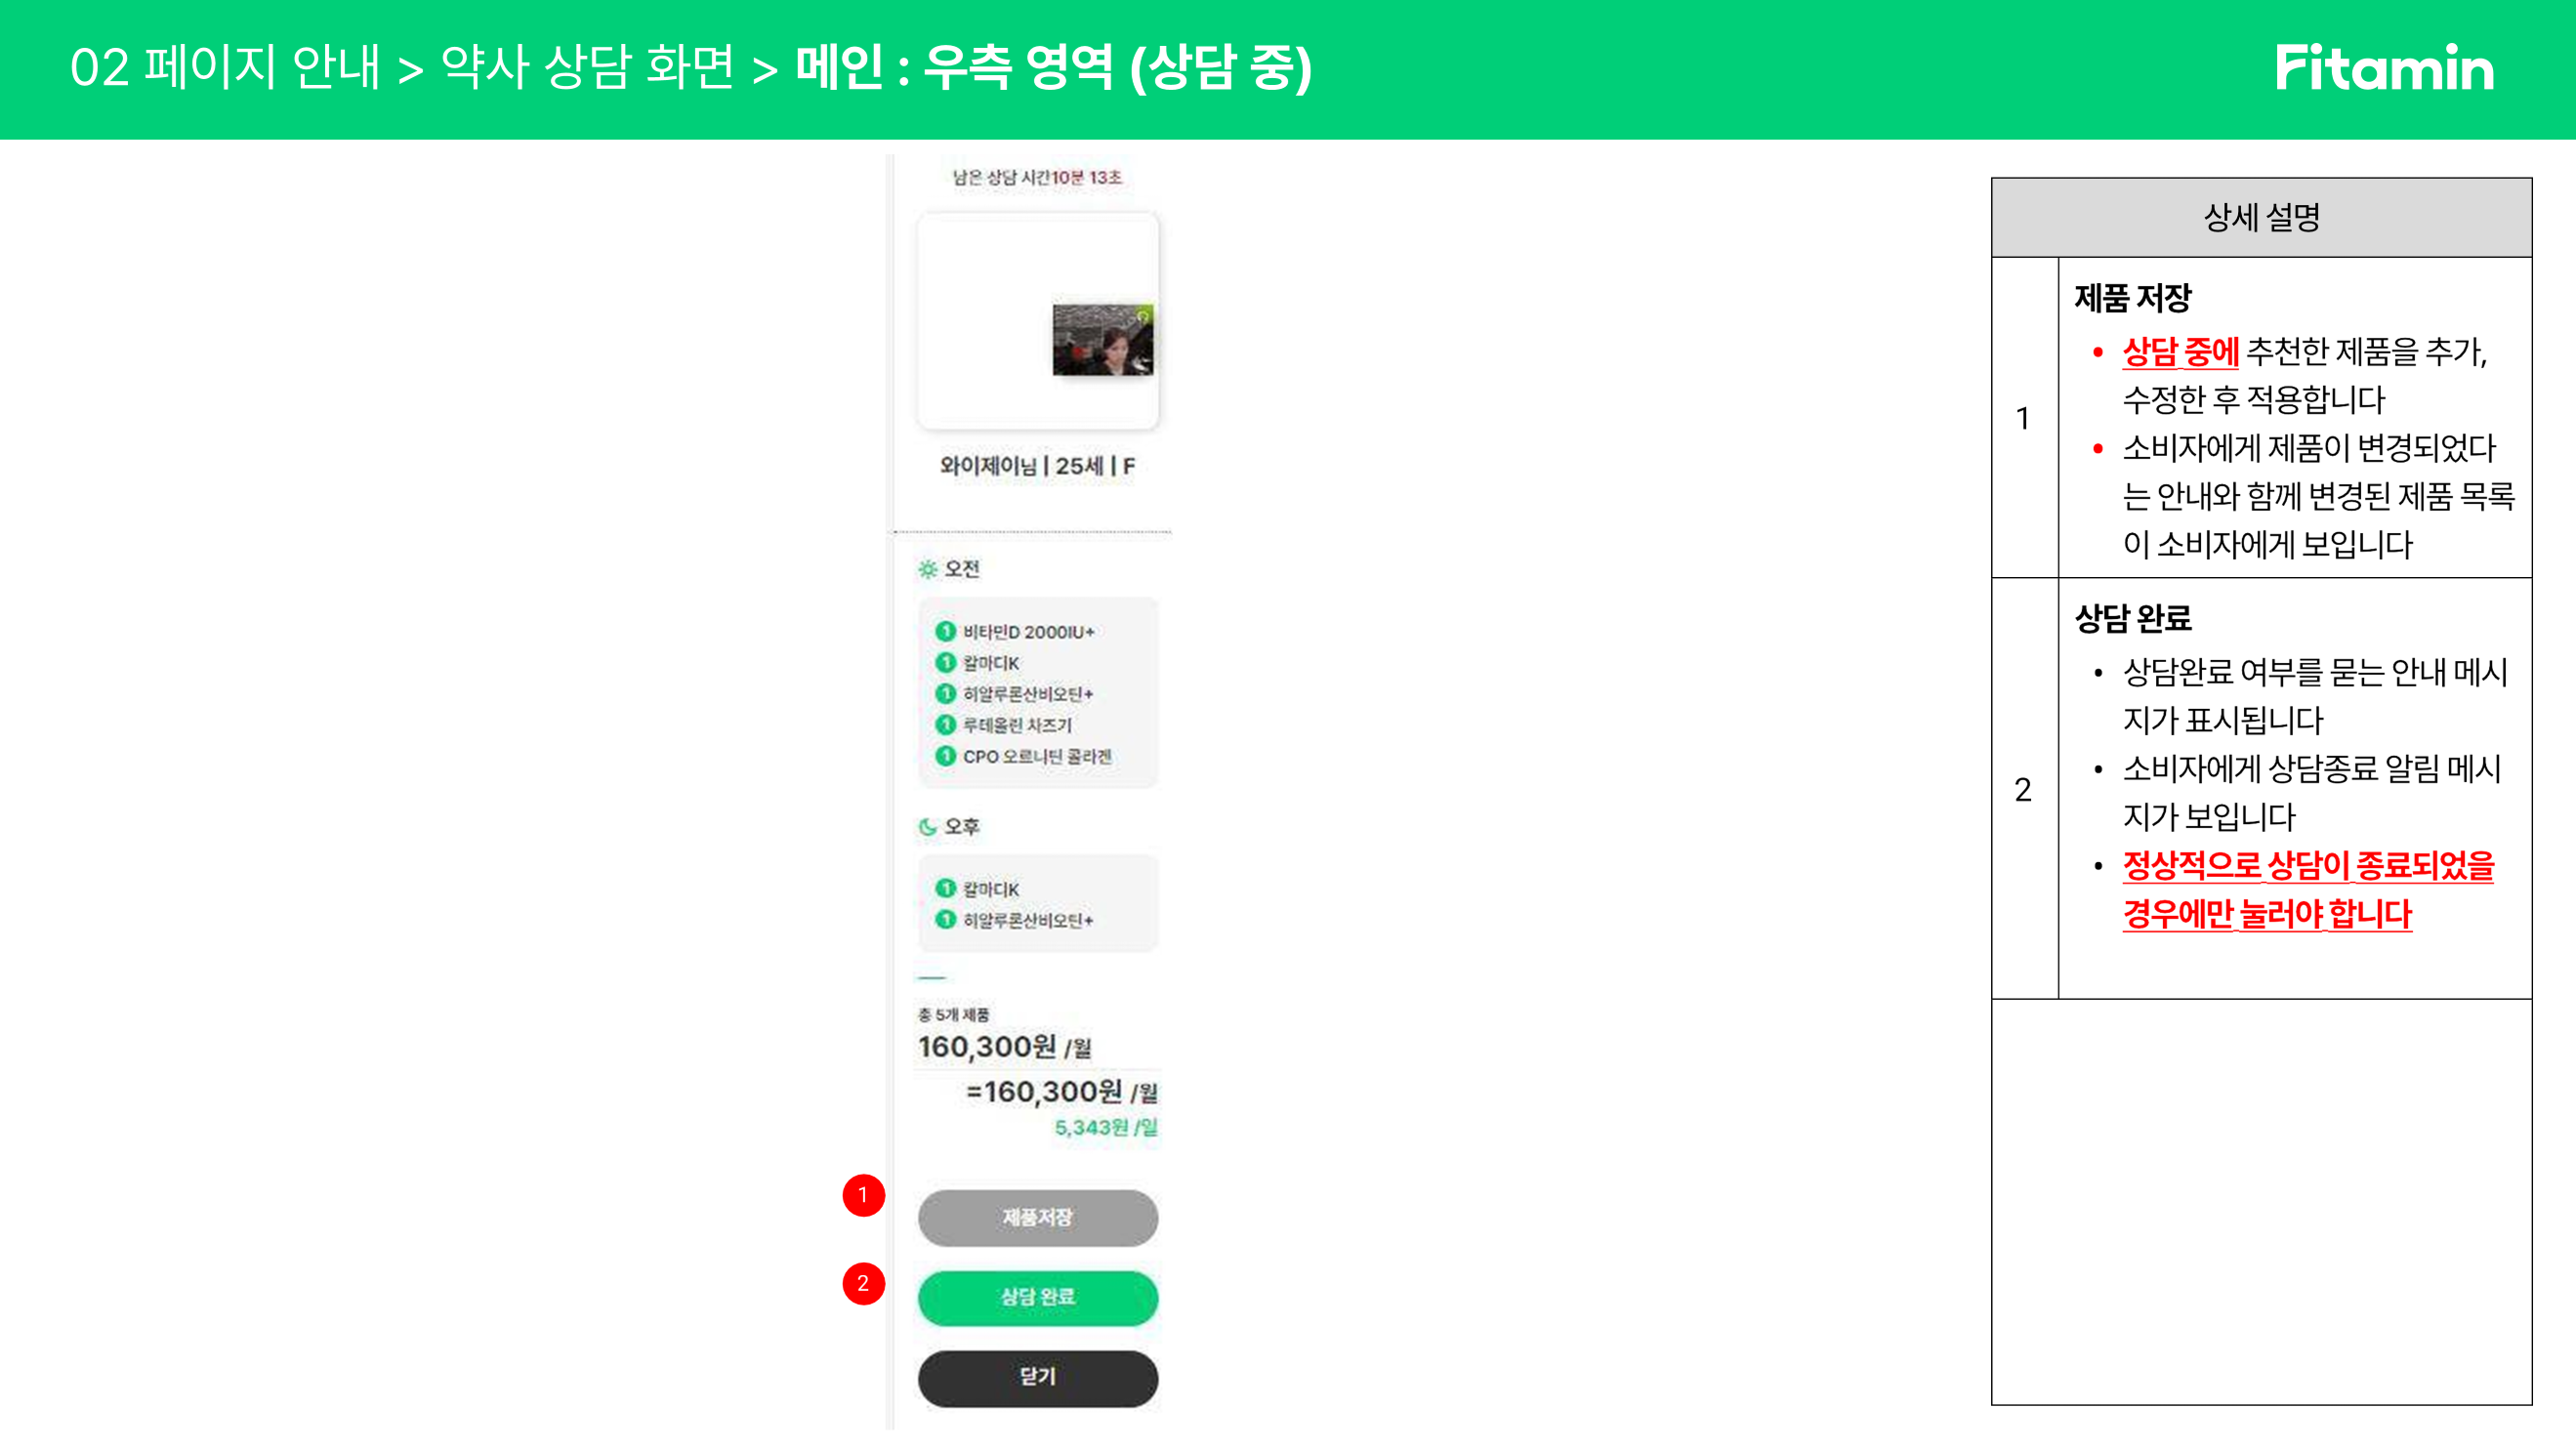 02 페이지 안내 > 약사 상담 화면 > 메인 : 우측 영역 (상담 중)
Fitamin
남은 상담 시간10분 13초
와이제이님 | 25세 | F
오전
1 비타민D 2000IU+
1 칼마디K
1 히알루론산비오틴+
1 루테올린 차즈기
1 CPO 오르니틴 콜라겐
오후
1 칼마디K
1 히알루론산비오틴+
총 5개 제품
160,300원 /월
=160,300원 /월
5,343원 /일
1
제품저장
2
상담 완료
닫기
상세 설명
1
제품 저장
• 상담 중에 추천한 제품을 추가,
수정한 후 적용합니다
• 소비자에게 제품이 변경되었다
는 안내와 함께 변경된 제품 목록
이 소비자에게 보입니다
2
상담 완료
• 상담완료 여부를 묻는 안내 메시
지가 표시됩니다
• 소비자에게 상담종료 알림 메시
지가 보입니다
• 정상적으로 상담이 종료되었을
경우에만 눌러야 합니다